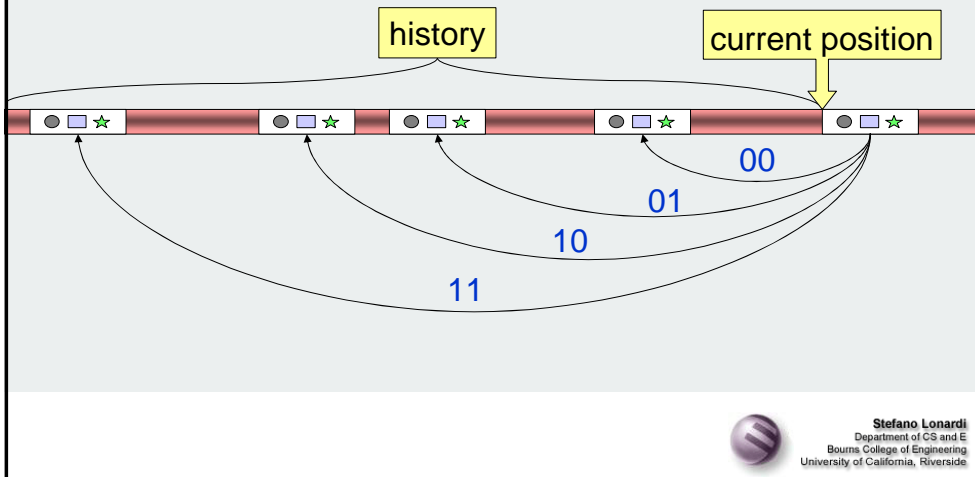 history
current position
00
01
10
11
Stefano Lonardi
Department of CS and E
Bourns College of Engineering
University of California, Riverside